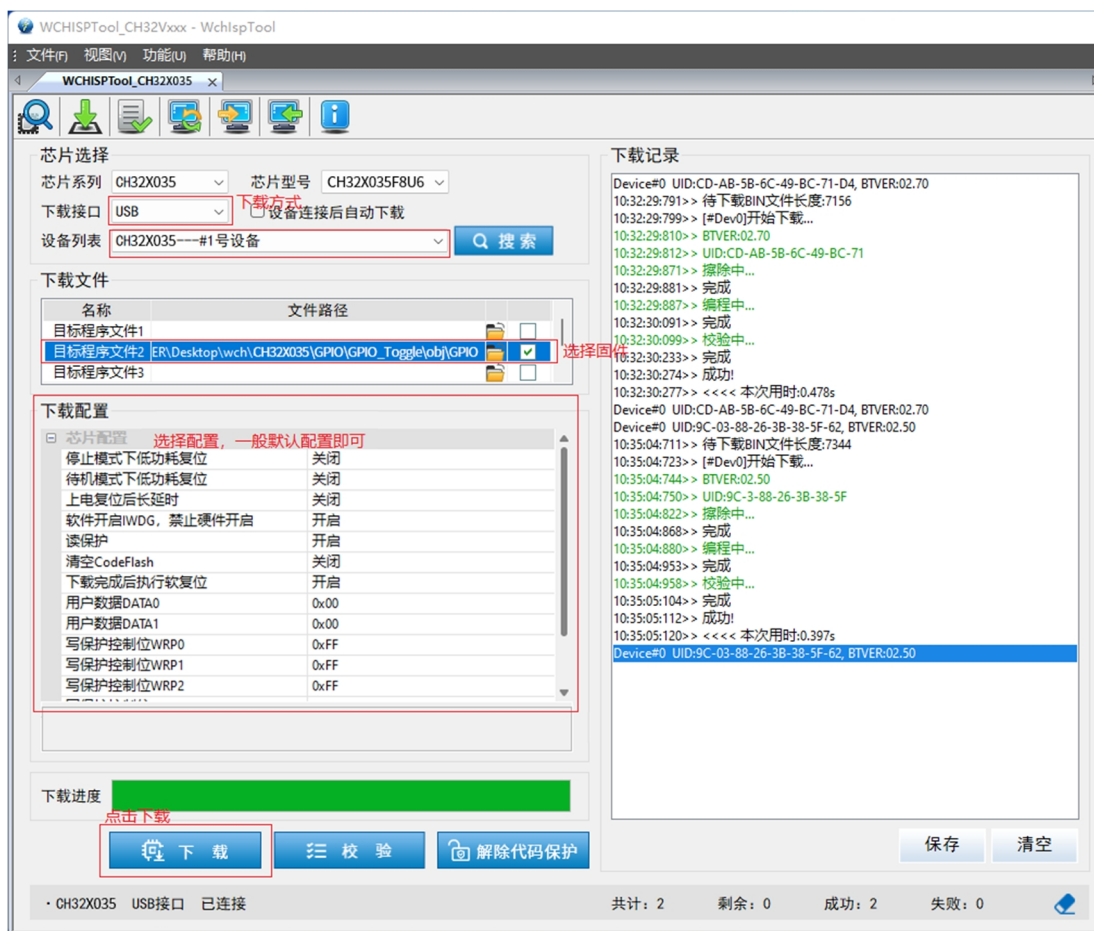 WCHISPTool_CH32Vxxx - WchIspTool
文件(F) 视图(V) 功能(U) 帮助(H)
WCHISPTool_CH32X035
芯片选择
芯片系列 CH32X035 芯片型号 CH32X035F8U6
下载方式
下载接口 USB 设备连接后自动下载
设备列表 CH32X035---#1号设备 搜索
下载文件
名称 文件路径
目标程序文件1
目标程序文件2 ER\Desktop\wch\CH32X035\GPIO\GPIO_Toggle\obj\GPIO 选择固件
目标程序文件3
下载配置
芯片配置 选择配置，一般默认配置即可
停止模式下低功耗复位 关闭
待机模式下低功耗复位 关闭
上电复位后长延时 关闭
软件开启IWDG，禁止硬件开启 开启
读保护 开启
清空CodeFlash 关闭
下载完成后执行软复位 开启
用户数据DATA0 0x00
用户数据DATA1 0x00
写保护控制位WRP0 0xFF
写保护控制位WRP1 0xFF
写保护控制位WRP2 0xFF
下载进度
点击下载
下载 校验 解除代码保护
下载记录
Device#0 UID:CD-AB-5B-6C-49-BC-71-D4, BTVER:02.70
10:32:29:791>> 待下载BIN文件长度:7156
10:32:29:799>> [#Dev0]开始下载...
10:32:29:810>> BTVER:02.70
10:32:29:812>> UID:CD-AB-5B-6C-49-BC-71
10:32:29:871>> 擦除中...
10:32:29:881>> 完成
10:32:29:887>> 编程中...
10:32:30:091>> 完成
10:32:30:099>> 校验中...
10:32:30:233>> 完成
10:32:30:274>> 成功!
10:32:30:277>> <<<< 本次用时:0.478s
Device#0 UID:CD-AB-5B-6C-49-BC-71-D4, BTVER:02.70
Device#0 UID:9C-03-88-26-3B-38-5F-62, BTVER:02.50
10:35:04:711>> 待下载BIN文件长度:7344
10:35:04:723>> [#Dev0]开始下载...
10:35:04:744>> BTVER:02.50
10:35:04:750>> UID:9C-3-88-26-3B-38-5F
10:35:04:822>> 擦除中...
10:35:04:868>> 完成
10:35:04:880>> 编程中...
10:35:04:953>> 完成
10:35:04:958>> 校验中...
10:35:05:104>> 完成
10:35:05:112>> 成功!
10:35:05:120>> <<<< 本次用时:0.397s
Device#0 UID:9C-03-88-26-3B-38-5F-62, BTVER:02.50
保存 清空
·CH32X035 USB接口 已连接 共计：2 剩余：0 成功：2 失败：0